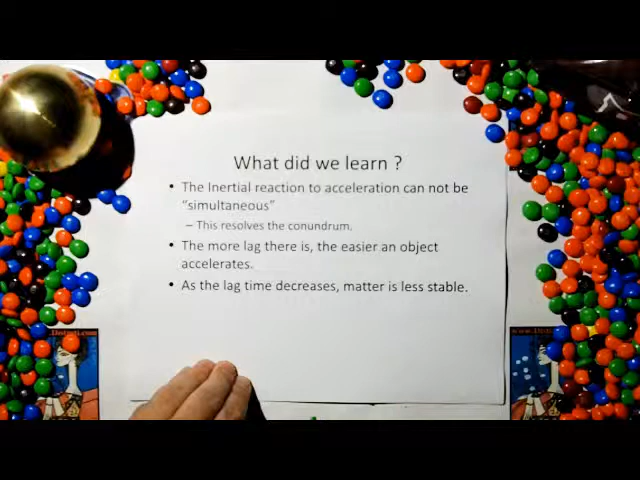 What did we learn ?
• The Inertial reaction to acceleration can not be
“simultaneous”
– This resolves the conundrum.
• The more lag there is, the easier an object
accelerates.
• As the lag time decreases, matter is less stable.